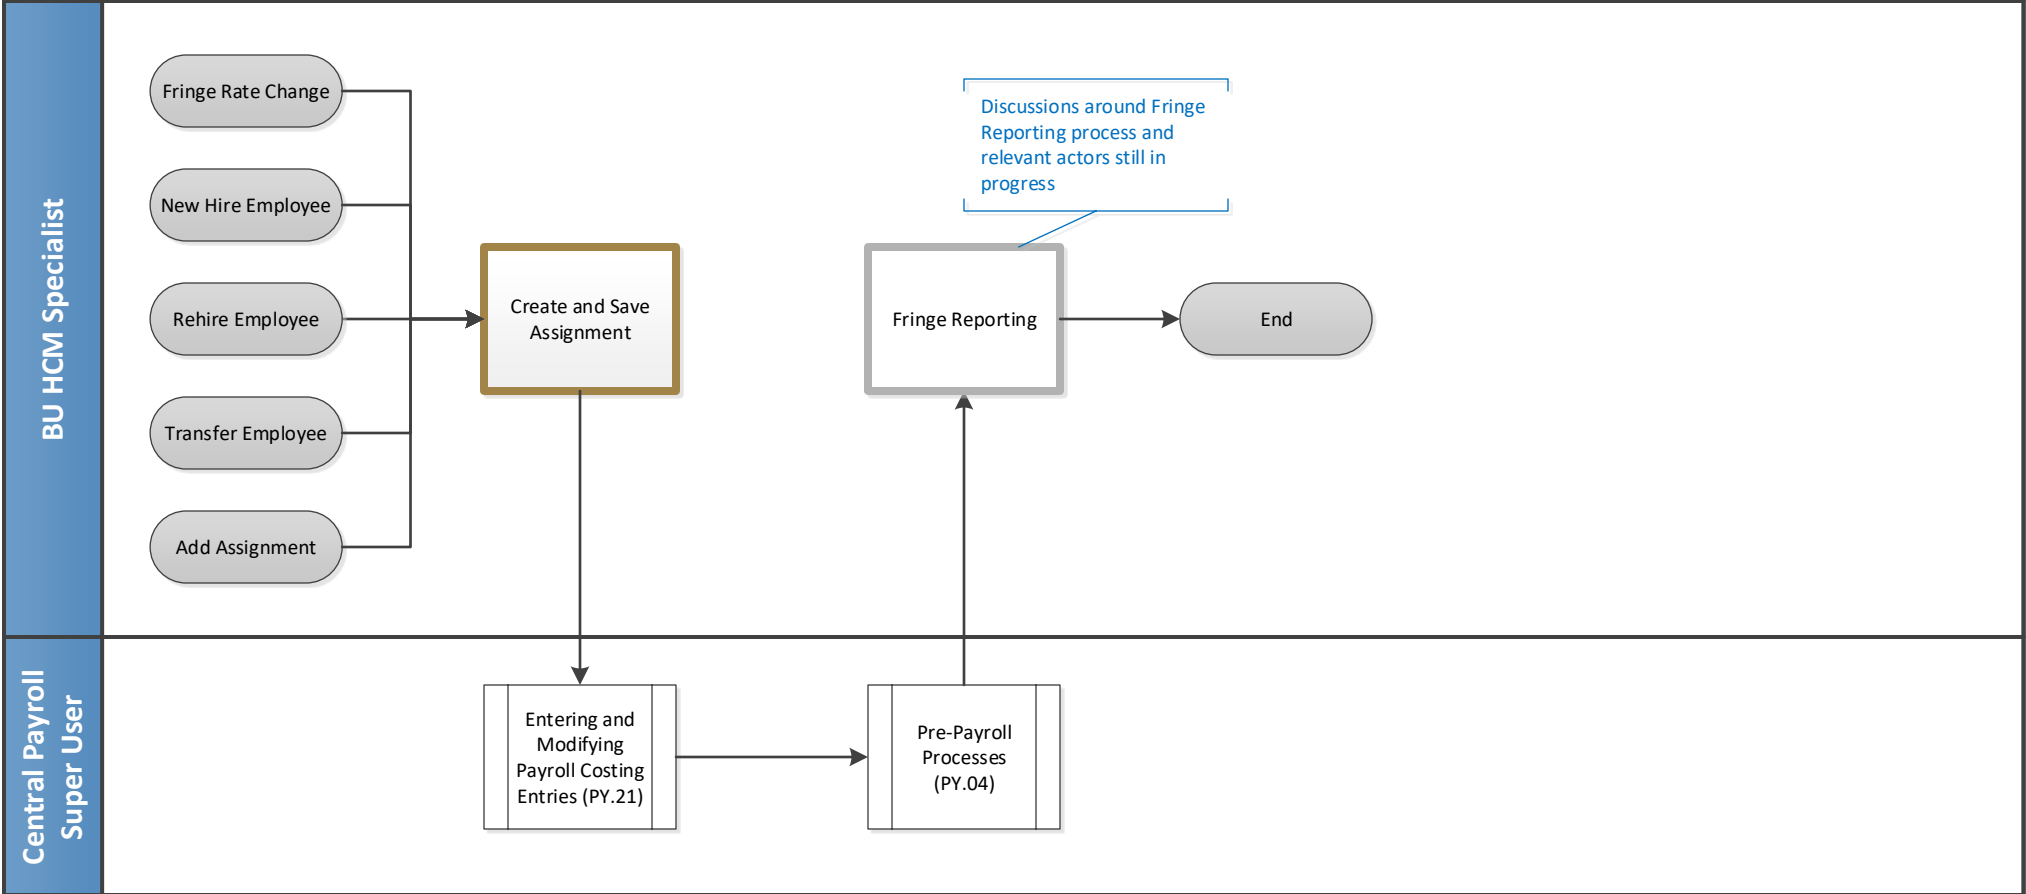 BU HCM Specialist
Fringe Rate Change
New Hire Employee
Rehire Employee
Transfer Employee
Add Assignment
Create and Save
Assignment
Discussions around Fringe
Reporting process and
relevant actors still in
progress
Fringe Reporting
End
Central Payroll
Super User
Entering and
Modifying
Payroll Costing
Entries (PY.21)
Pre-Payroll
Processes
(PY.04)